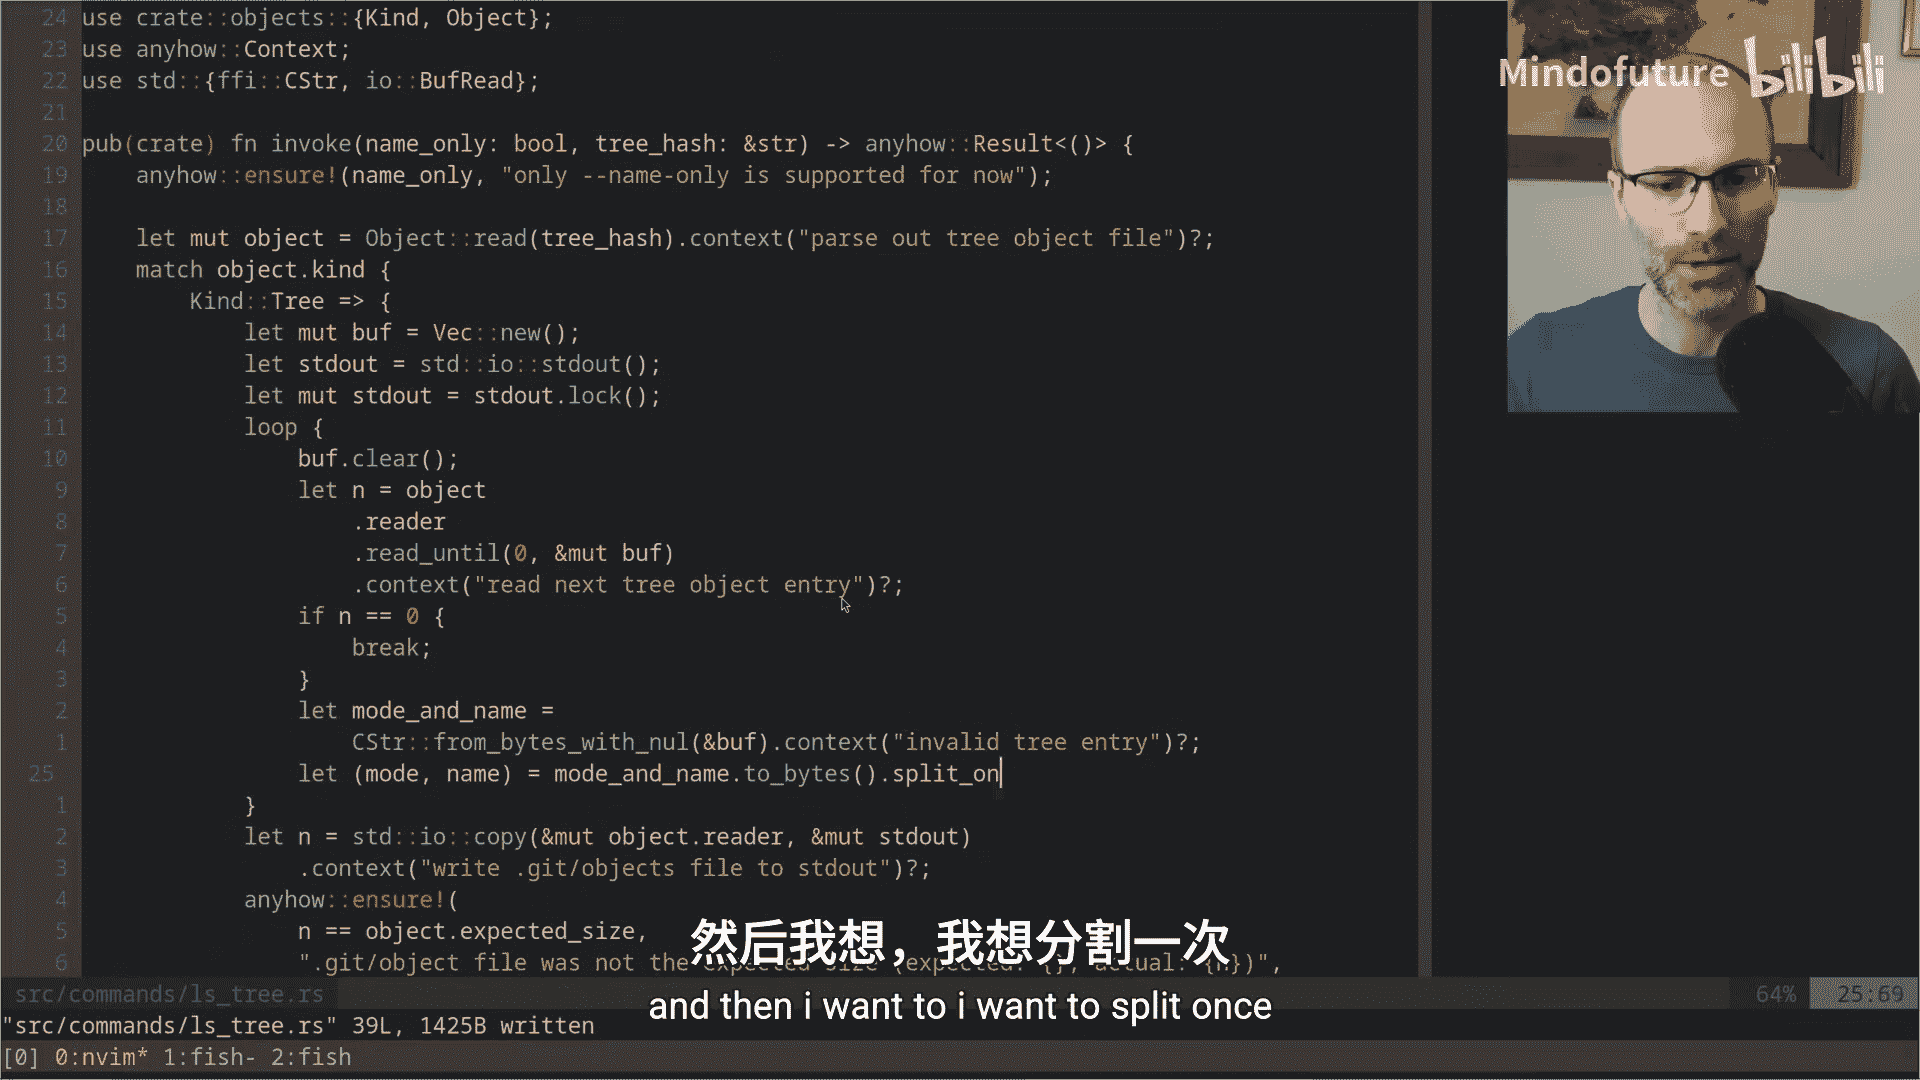 24 use crate::objects::{Kind, Object};
23 use anyhow::Context;
22 use std::{ffi::CStr, io::BufRead};
21
20 pub(crate) fn invoke(name_only: bool, tree_hash: &str) -> anyhow::Result<()> {
19     anyhow::ensure!(name_only, "only --name-only is supported for now");
18
17     let mut object = Object::read(tree_hash).context("parse out tree object file")?;
16     match object.kind {
15         Kind::Tree => {
14             let mut buf = Vec::new();
13             let stdout = std::io::stdout();
12             let mut stdout = stdout.lock();
11             loop {
10                 buf.clear();
9                 let n = object
8                     .reader
7                     .read_until(0, &mut buf)
6                     .context("read next tree object entry")?;
5                 if n == 0 {
4                     break;
3                 }
2                 let mode_and_name =
1                     CStr::from_bytes_with_nul(&buf).context("invalid tree entry")?;
25                 let (mode, name) = mode_and_name.to_bytes().split_on
1             }
2             let n = std::io::copy(&mut object.reader, &mut stdout)
3                 .context("write .git/objects file to stdout")?;
4             anyhow::ensure!(
5                 n == object.expected_size,
6                 ".git/object file was not the expected size (expected: {}, actual: {n})",
src/commands/ls_tree.rs 64% 25:69
"src/commands/ls_tree.rs" 39L, 1425B written
[0] 0:nvim* 1:fish- 2:fish
Mindofuture bilibili
然后我想，我想分割一次
and then i want to i want to split once